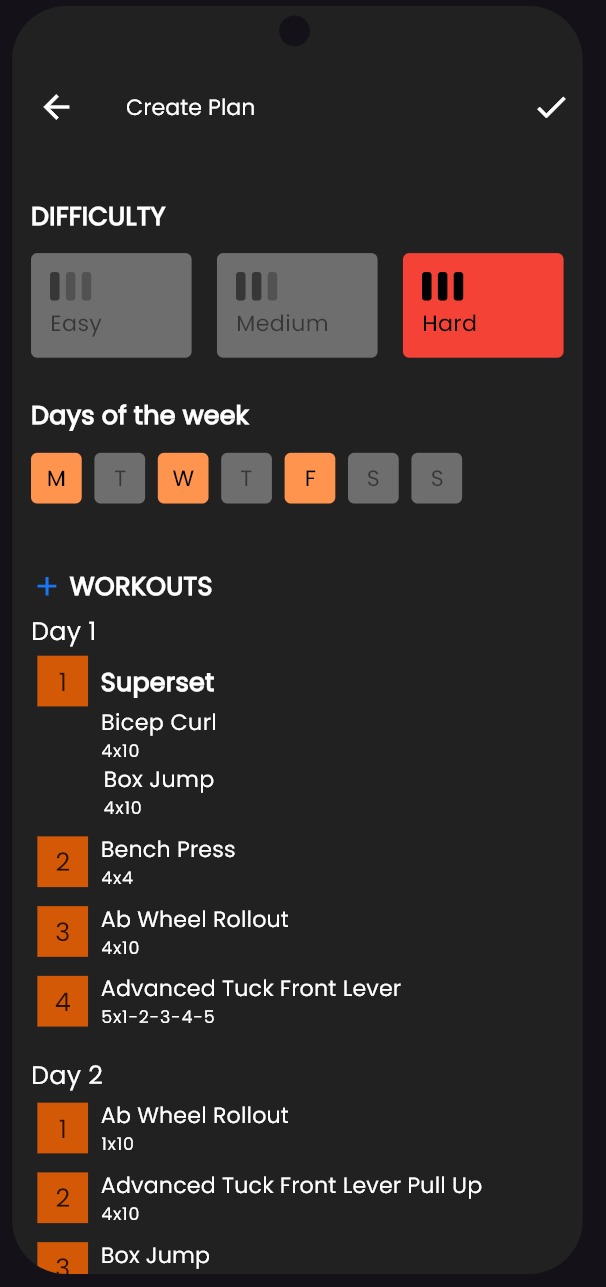 Create Plan
DIFFICULTY
Easy Medium Hard
Days of the week
M T W T F S S
+ WORKOUTS
Day 1
1 Superset
Bicep Curl
4x10
Box Jump
4x10
2 Bench Press
4x4
3 Ab Wheel Rollout
4x10
4 Advanced Tuck Front Lever
5x1-2-3-4-5
Day 2
1 Ab Wheel Rollout
1x10
2 Advanced Tuck Front Lever Pull Up
4x10
3 Box Jump